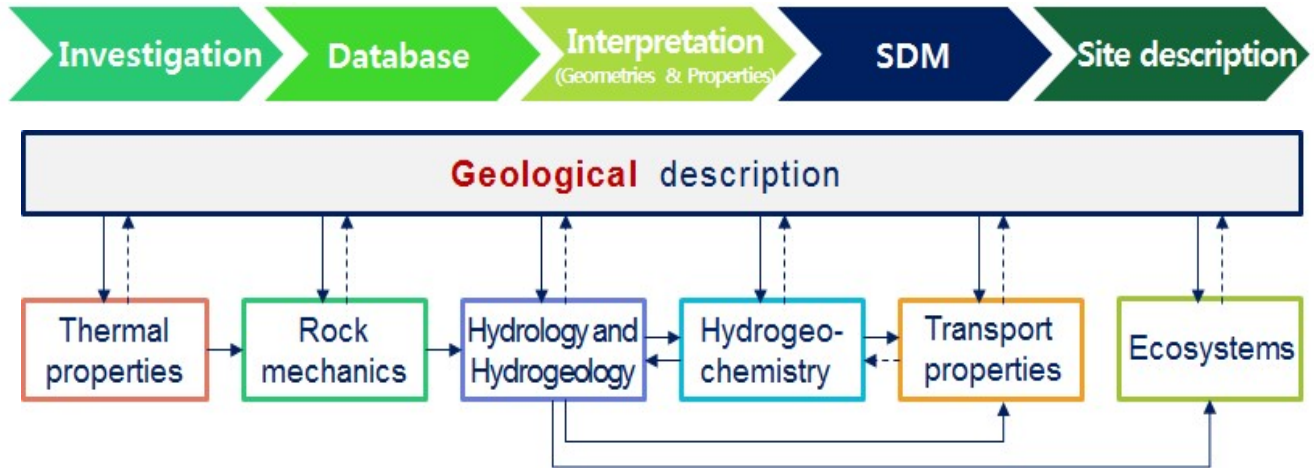 Investigation
Database
Interpretation
(Geometries & Properties)
SDM
Site description
Geological description
Thermal
properties
Rock
mechanics
Hydrology and
Hydrogeology
Hydrogeo-
chemistry
Transport
properties
Ecosystems